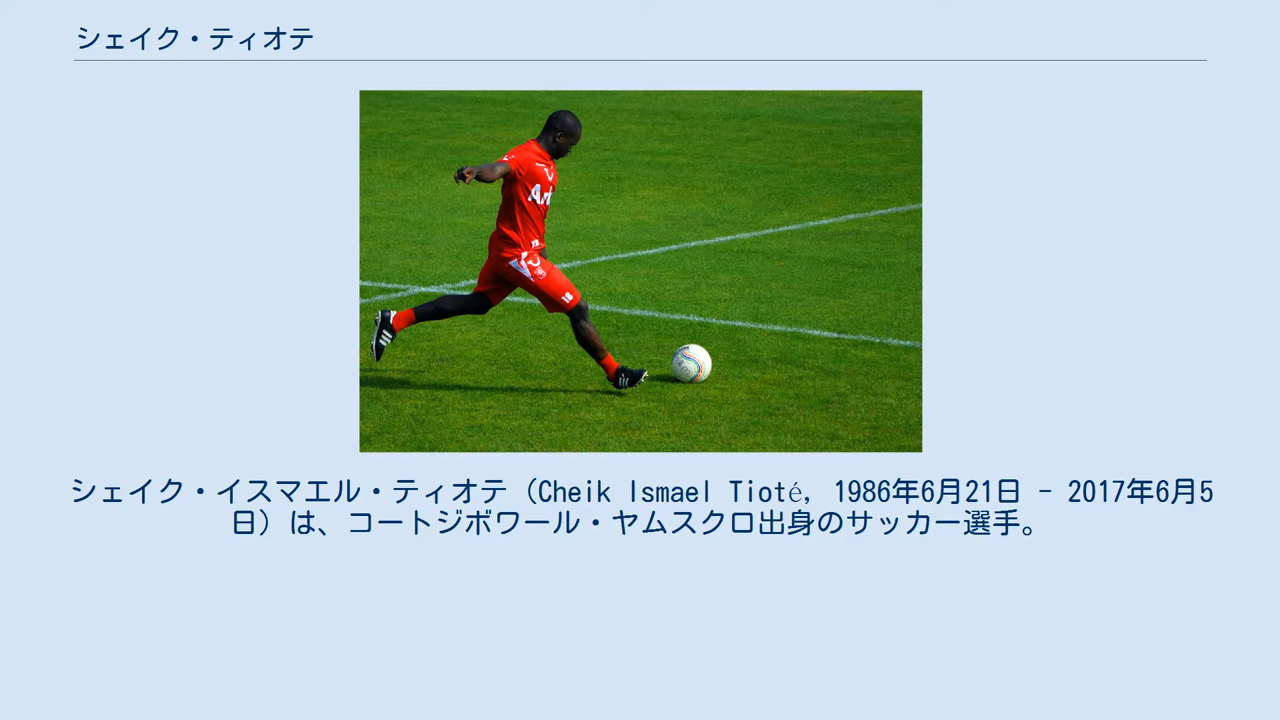 シェイク・ティオテ
18
シェイク・イスマエル・ティオテ（Cheik Ismael Tioté, 1986年6月21日 - 2017年6月5
日）は、コートジボワール・ヤムスクロ出身のサッカー選手。